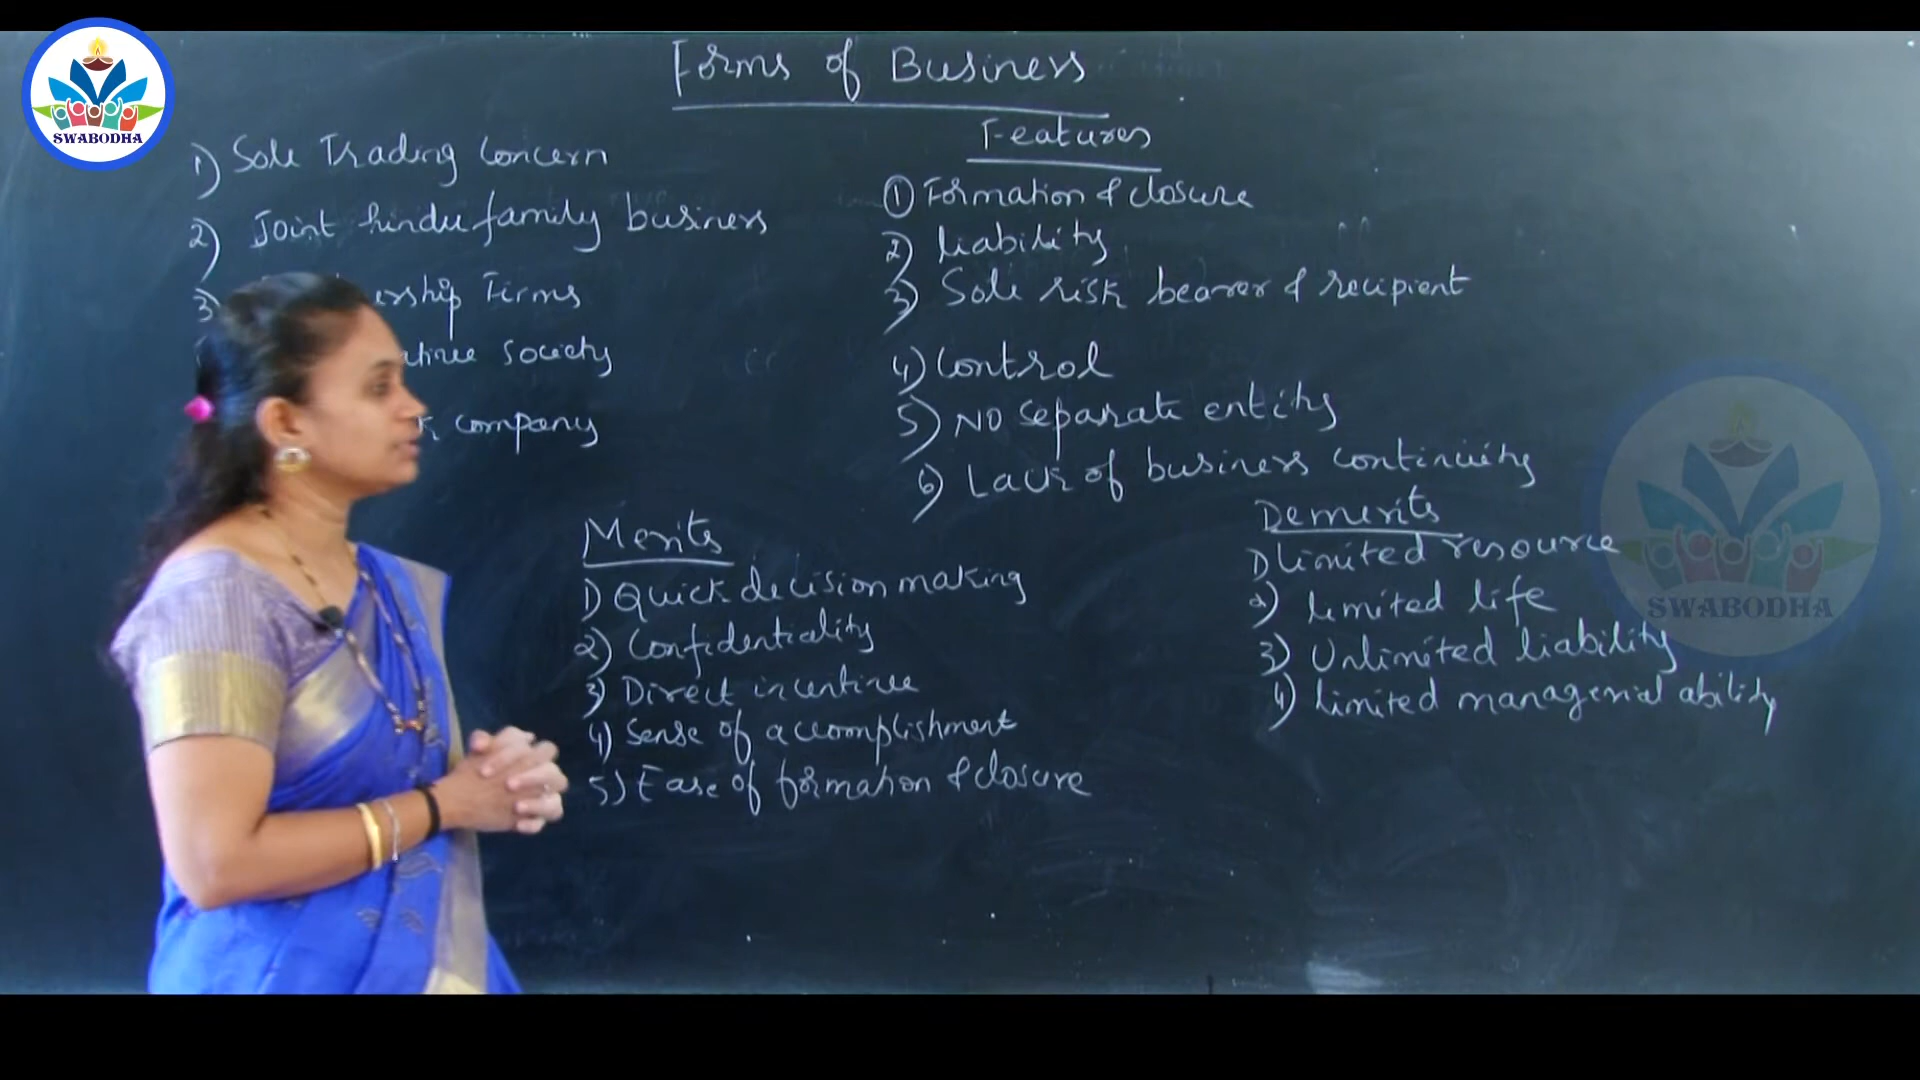 SWABODHA
Forms of Business
1) Sole Trading Concern
2) Joint hindu family business
3) ership Firms
society
company
Features
① Formation & closure
2) liability
3) Sole risk bearer & recipient
4) Control
5) NO separate entity
6) Lack of business continuity
Merits
1) Quick decision making
2) Confidentiality
3) Direct incentive
4) Sense of accomplishment
5) Ease of formation & closure
Demerits
1) limited resource
2) limited life
3) Unlimited liability
4) limited managerial ability
SWABODHA